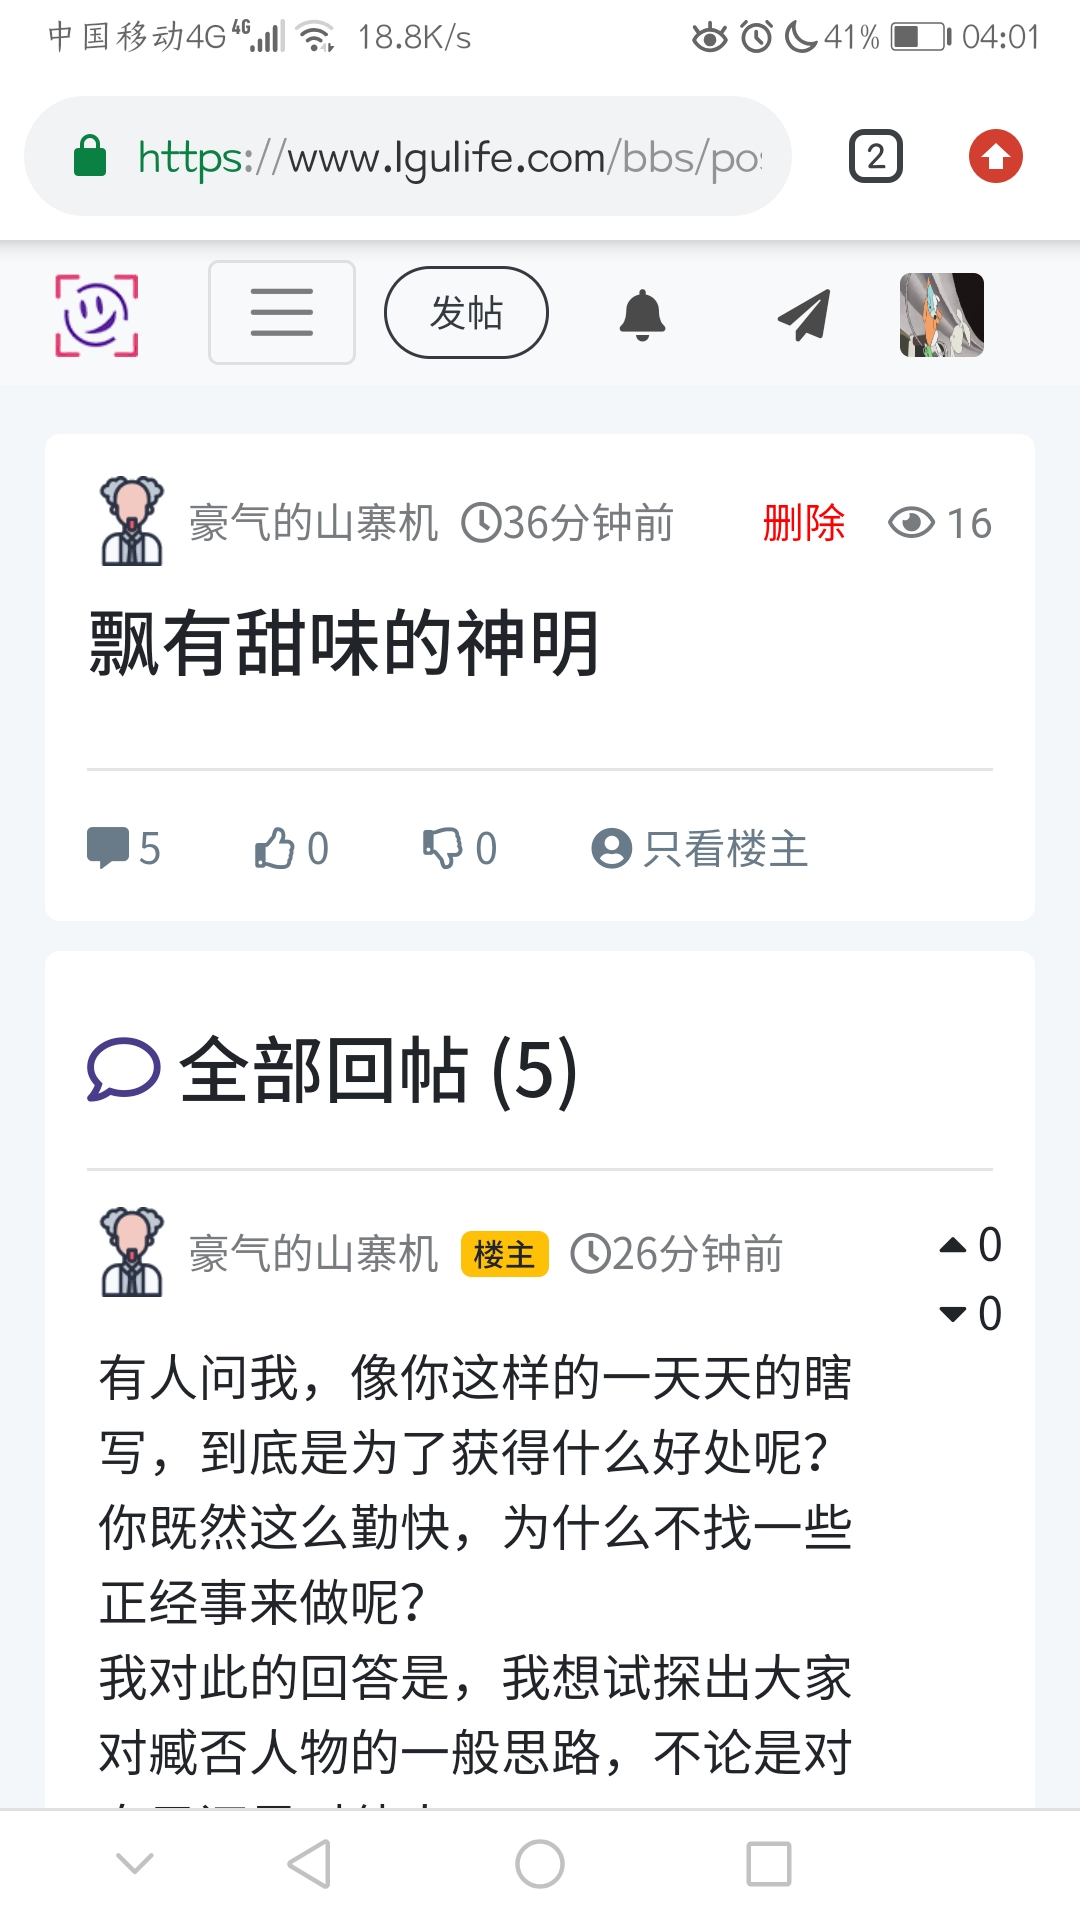 中国移动4G 4G 18.8K/s 41% 04:01
https://www.lgulife.com/bbs/pos
2
发帖
豪气的山寨机 36分钟前 删除 16
飘有甜味的神明
5 0 0 只看楼主
全部回帖 (5)
豪气的山寨机 楼主 26分钟前 0
0
有人问我，像你这样的一天天的瞎
写，到底是为了获得什么好处呢？
你既然这么勤快，为什么不找一些
正经事来做呢？
我对此的回答是，我想试探出大家
对臧否人物的一般思路，不论是对